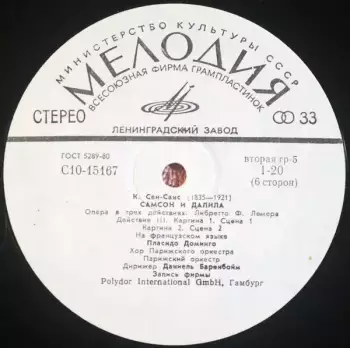 МИНИСТЕРСТВО КУЛЬТУРЫ СССР
МЕЛОДИЯ
ВСЕСОЮЗНАЯ ФИРМА ГРАМПЛАСТИНОК
СТЕРЕО
33
ЛЕНИНГРАДСКИЙ ЗАВОД
ГОСТ 5289-80
С10-15167
вторая гр-5
1-20
(6 сторон)
К. Сен-Санс (1835—1921)
САМСОН И ДАЛИЛА
Опера в трех действиях. Либретто Ф. Лемера
Действие III. Картина 1. Сцена 1
Картина 2. Сцена 2
На французском языке
Пласидо Доминго
Хор Парижского оркестра
Парижский оркестр
Дирижер Даниель Баренбойм
Запись фирмы
Polydor International GmbH, Гамбург